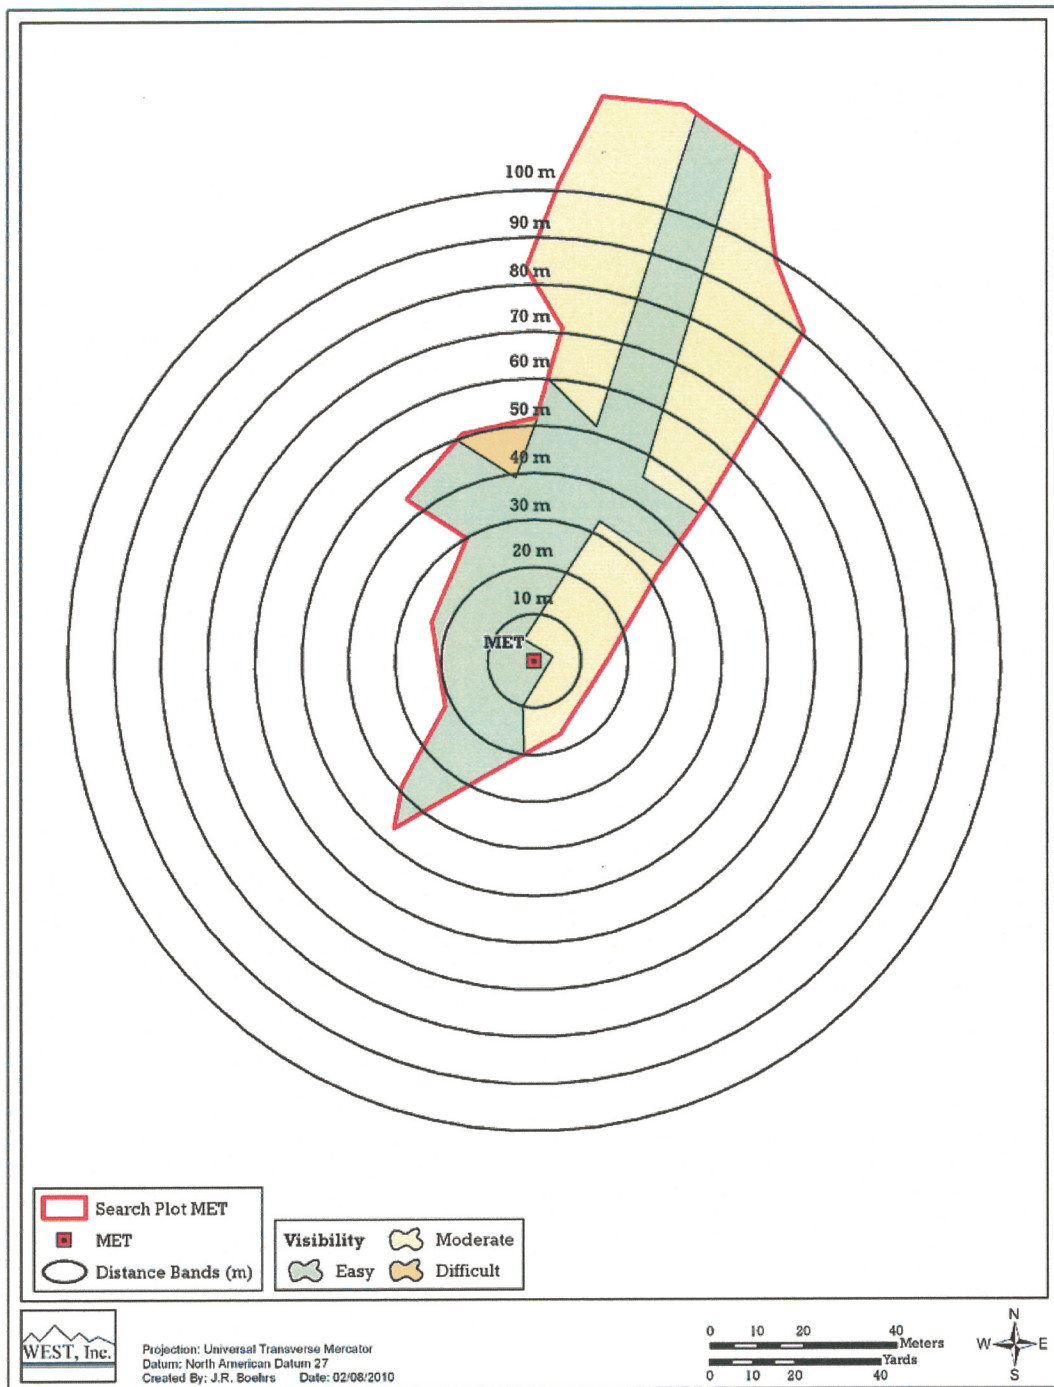 100 m
90 m
80 m
70 m
60 m
50 m
40 m
30 m
20 m
10 m
MET
Search Plot MET
MET
Distance Bands (m)
Visibility
Moderate
Easy
Difficult
WEST, Inc.
Projection: Universal Transverse Mercator
Datum: North American Datum 27
Created By: J.R. Boehrs Date: 02/08/2010
0 10 20 40
Meters
Yards
0 10 20 40
N
W E
S